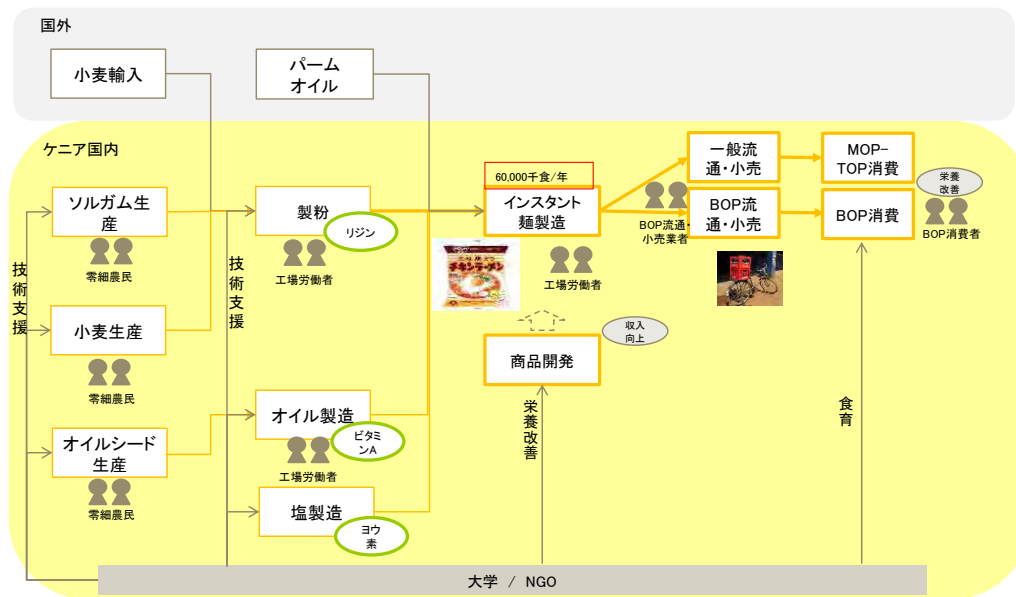 国外
小麦輸入
パーム
オイル
ケニア国内
ソルガム生
産
零細農民
技術支援
小麦生産
零細農民
オイルシード
生産
零細農民
製粉
リジン
工場労働者
技術支援
オイル製造
ビタミ
ンA
工場労働者
塩製造
ヨウ
素
60,000千食/年
インスタント
麺製造
チキンラーメン
工場労働者
収入
向上
商品開発
栄養改善
一般流
通・小売
BOP流通・
小売業者
BOP流
通・小売
MOP-
TOP消費
栄養
改善
BOP消費
BOP消費者
食育
大学 / NGO